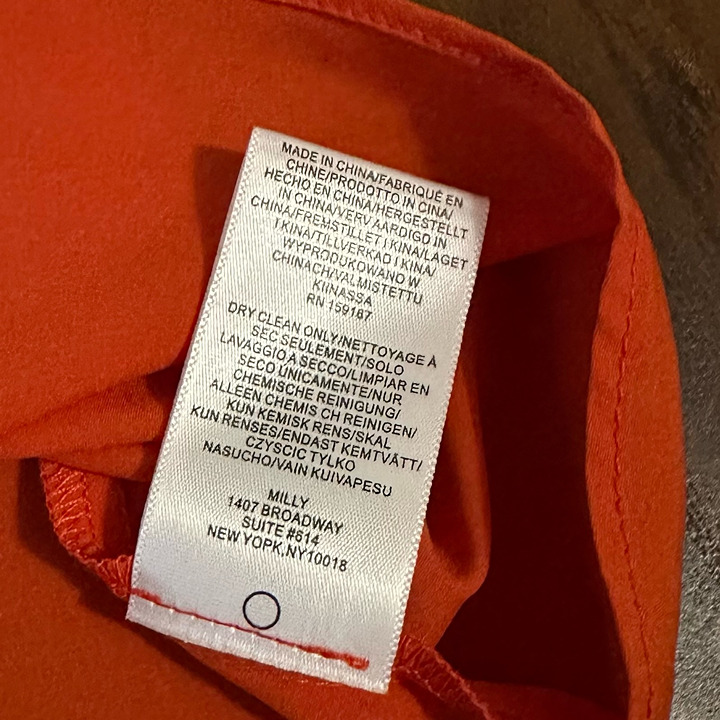 MADE IN CHINA/FABRIQUÉ EN
CHINE/PRODOTTO IN CINA/
HECHO EN CHINA/HERGESTELLT
IN CHINA/VERVAARDIGD IN
CHINA/FREMSTILLET I KINA/LAGET
I KINA/TILLVERKAD I KINA/
WYPRODUKOWANO W
CHINACH/VALMISTETTU
KIINASSA
RN 159187
DRY CLEAN ONLY/NETTOYAGE À
SEC SEULEMENT/SOLO
LAVAGGIO A SECCO/LIMPIAR EN
SECO ÚNICAMENTE/NUR
CHEMISCHE REINIGUNG/
ALLEEN CHEMIS CH REINIGEN/
KUN KEMISK RENS/SKAL
KUN RENSES/ENDAST KEMTVÄTT/
CZYSCIC TYLKO
NASUCHO/VAIN KUIVAPESU
MILLY
1407 BROADWAY
SUITE #614
NEW YORK,NY10018